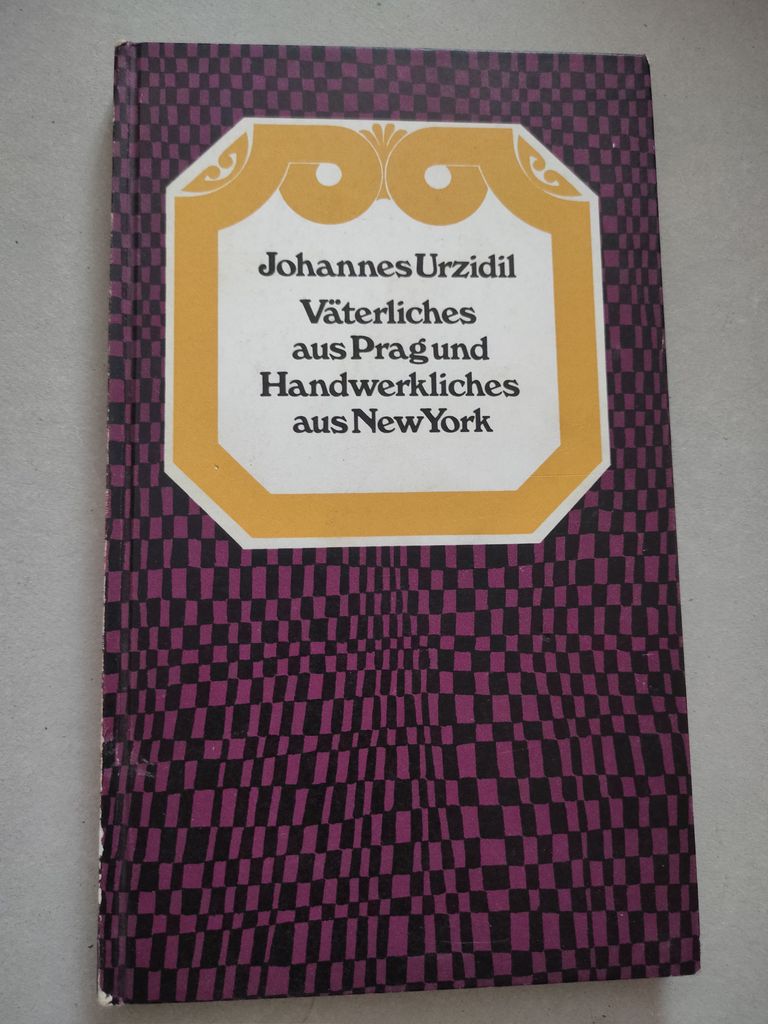 Johannes Urzidil
Väterliches
aus Prag und
Handwerkliches
aus New York